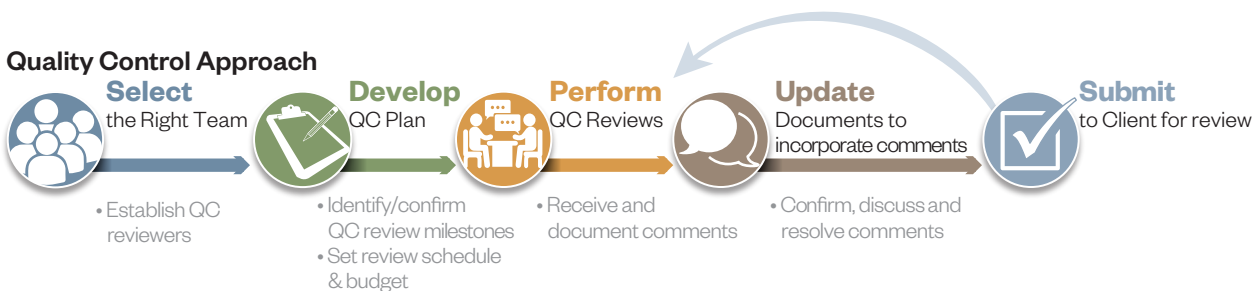 Quality Control Approach
Select
the Right Team
• Establish QC
reviewers
Develop
QC Plan
• Identify/confirm
QC review milestones
• Set review schedule
& budget
Perform
QC Reviews
• Receive and
document comments
Update
Documents to
incorporate comments
• Confirm, discuss and
resolve comments
Submit
to Client for review